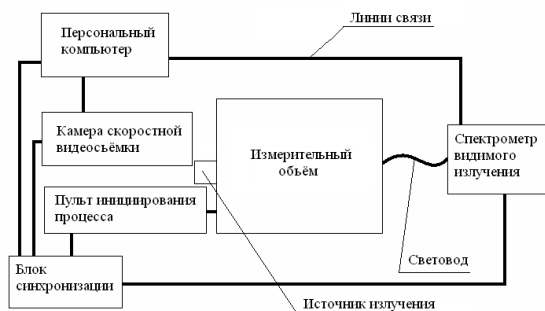 Персональный
компьютер
Линии связи
Камера скоростной
видеосъёмки
Измерительный
объём
Спектрометр
видимого
излучения
Пульт инициирования
процесса
Блок
синхронизации
Световод
Источник излучения